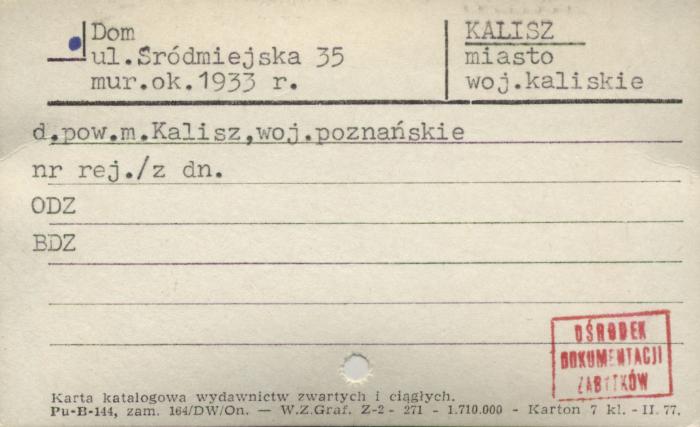 Dom
ul.Śródmiejska 35
mur.ok.1933 r.
KALISZ
miasto
woj.kaliskie
d.pow.m.Kalisz,woj.poznańskie
nr rej./z dn.
ODZ
BDZ
OŚRODEK
DOKUMENTACJI
ZABYTKÓW
Karta katalogowa wydawnictw zwartych i ciągłych.
Pu-B-144, zam. 164/DW/On. — W.Z.Graf. Z-2 - 271 - 1.710.000 - Karton 7 kl. - II. 77.